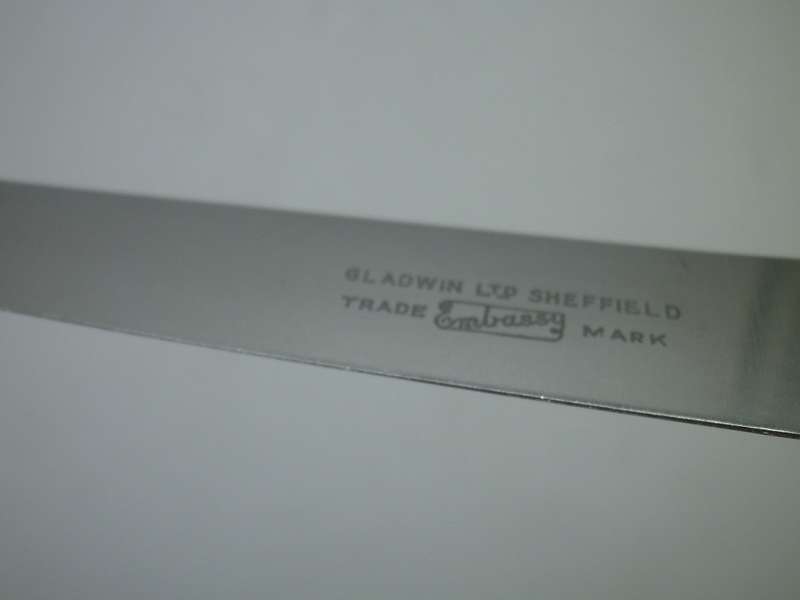 GLADWIN LTD SHEFFIELD
TRADE Embassy MARK